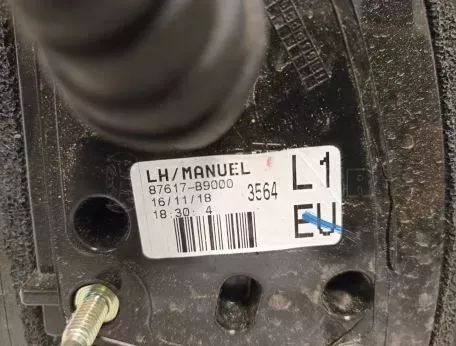 LH/MANUEL
87617-B9000
16/11/18
18:30: 4
3564
L1
EU